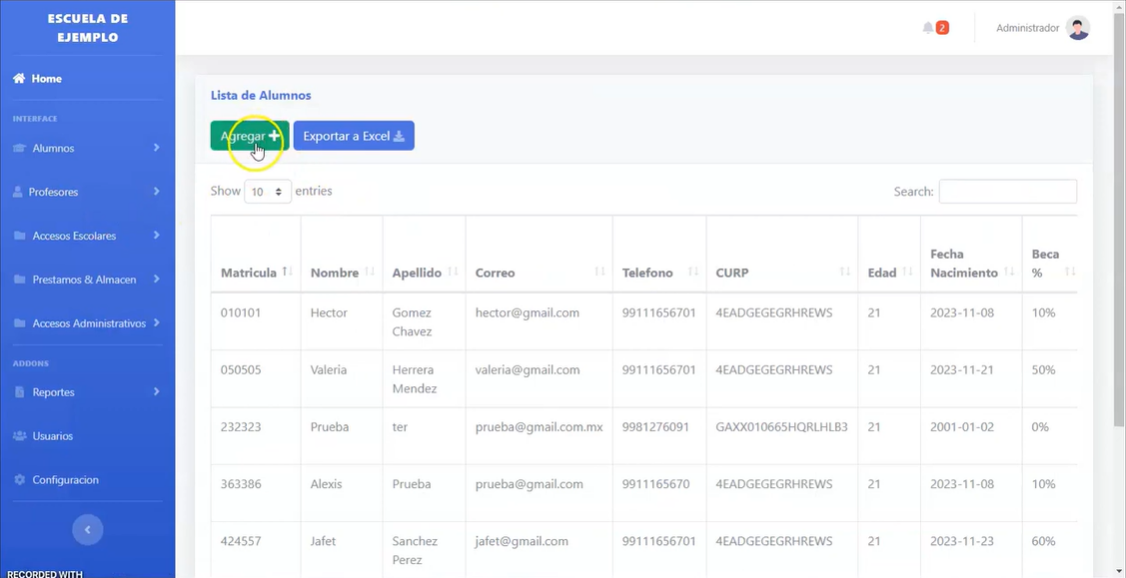 ESCUELA DE
EJEMPLO
Home
INTERFACE
Alumnos
Profesores
Accesos Escolares
Prestamos & Almacen
Accesos Administrativos
ADDONS
Reportes
Usuarios
Configuracion
RECORDED WITH
2
Administrador
Lista de Alumnos
Agregar
Exportar a Excel
Show 10 entries
Search:
Matricula Nombre Apellido Correo Telefono CURP Edad Fecha Nacimiento Beca %
010101 Hector Gomez Chavez hector@gmail.com 99111656701 4EADGEGEGRHREWS 21 2023-11-08 10%
050505 Valeria Herrera Mendez valeria@gmail.com 99111656701 4EADGEGEGRHREWS 21 2023-11-21 50%
232323 Prueba ter prueba@gmail.com.mx 9981276091 GAXX010665HQRLHLB3 21 2001-01-02 0%
363386 Alexis Prueba prueba@gmail.com 9911165670 4EADGEGEGRHREWS 21 2023-11-08 10%
424557 Jafet Sanchez Perez jafet@gmail.com 99111656701 4EADGEGEGRHREWS 21 2023-11-23 60%